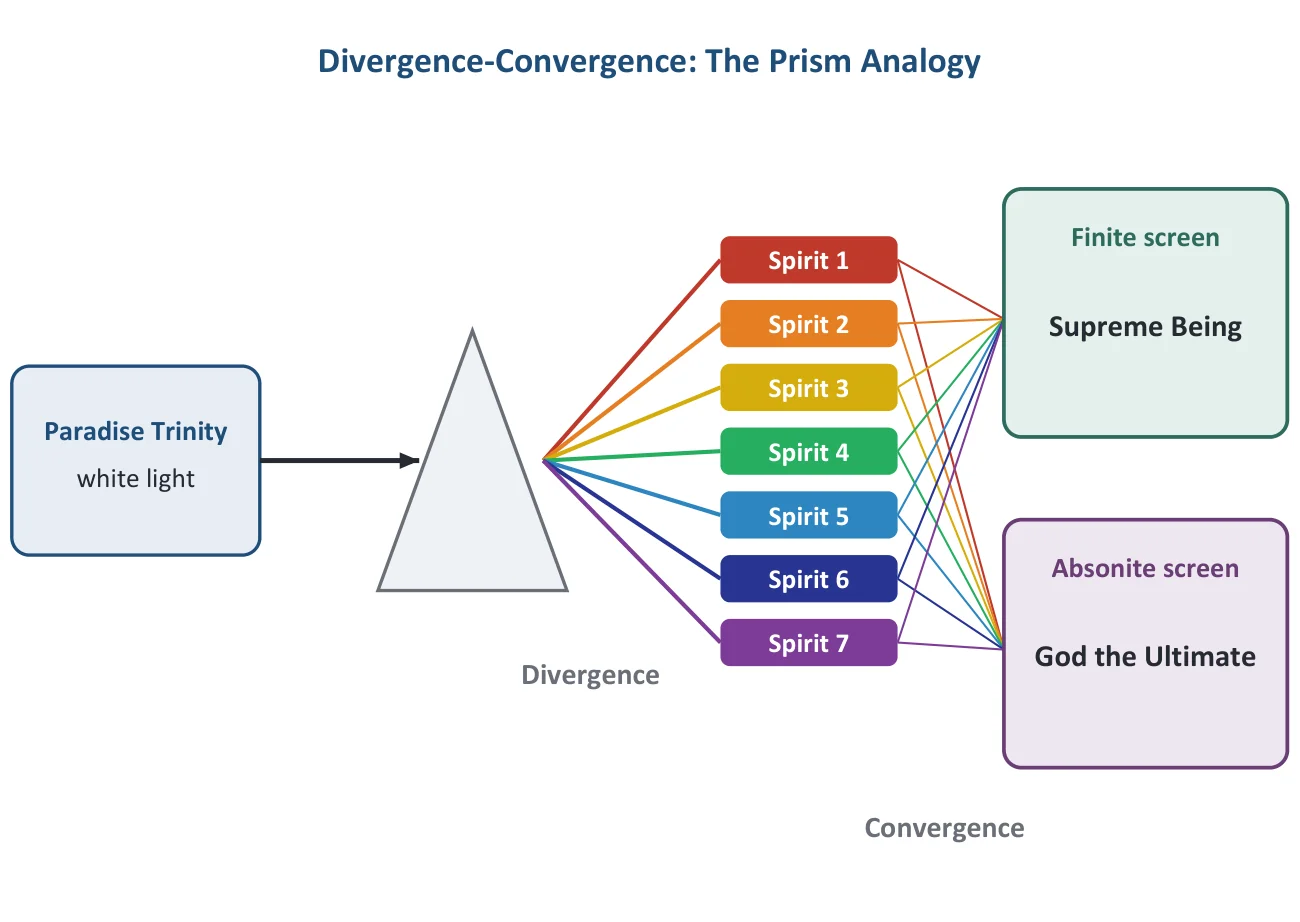 Divergence-Convergence: The Prism Analogy
Paradise Trinity
white light
Divergence
Spirit 1
Spirit 2
Spirit 3
Spirit 4
Spirit 5
Spirit 6
Spirit 7
Convergence
Finite screen
Supreme Being
Absonite screen
God the Ultimate